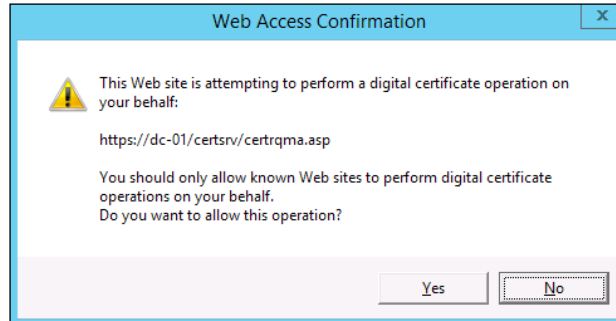 Web Access Confirmation
x
This Web site is attempting to perform a digital certificate operation on
your behalf:
https://dc-01/certsrv/certrqma.asp
You should only allow known Web sites to perform digital certificate
operations on your behalf.
Do you want to allow this operation?
Yes
No